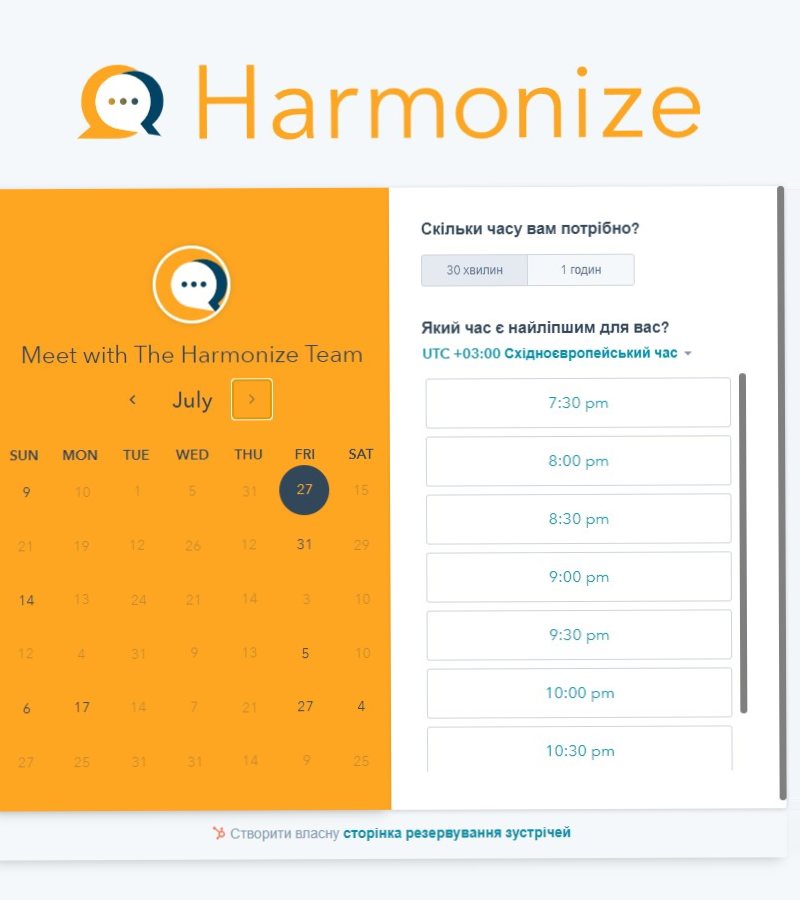 Harmonize
Meet with The Harmonize Team
July
SUN MON TUE WED THU FRI SAT
9 10 1 5 31 27 15
21 19 12 26 12 31 29
14 13 24 21 14 3 10
12 4 31 9 13 5 10
6 17 14 7 21 27 4
27 25 31 31 14 9 25
Скільки часу вам потрібно?
30 хвилин 1 годин
Який час є найліпшим для вас?
UTC +03:00 Східноєвропейський час
7:30 pm
8:00 pm
8:30 pm
9:00 pm
9:30 pm
10:00 pm
10:30 pm
Створити власну сторінка резервування зустрічей